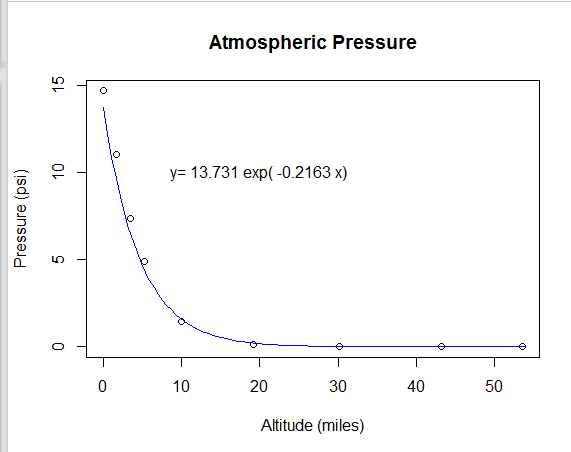 Atmospheric Pressure
y= 13.731 exp( -0.2163 x)
Pressure (psi)
15
10
5
0
0 10 20 30 40 50
Altitude (miles)